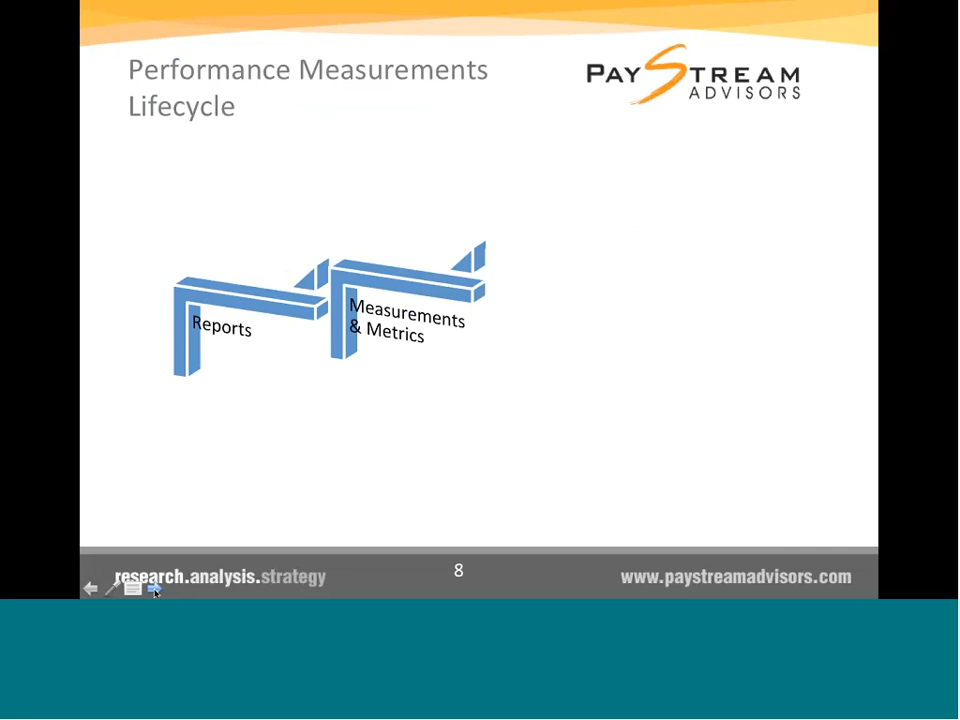 Performance Measurements
Lifecycle
PAYSTREAM
ADVISORS
Reports
Measurements
& Metrics
research.analysis.strategy
8
www.paystreamadvisors.com